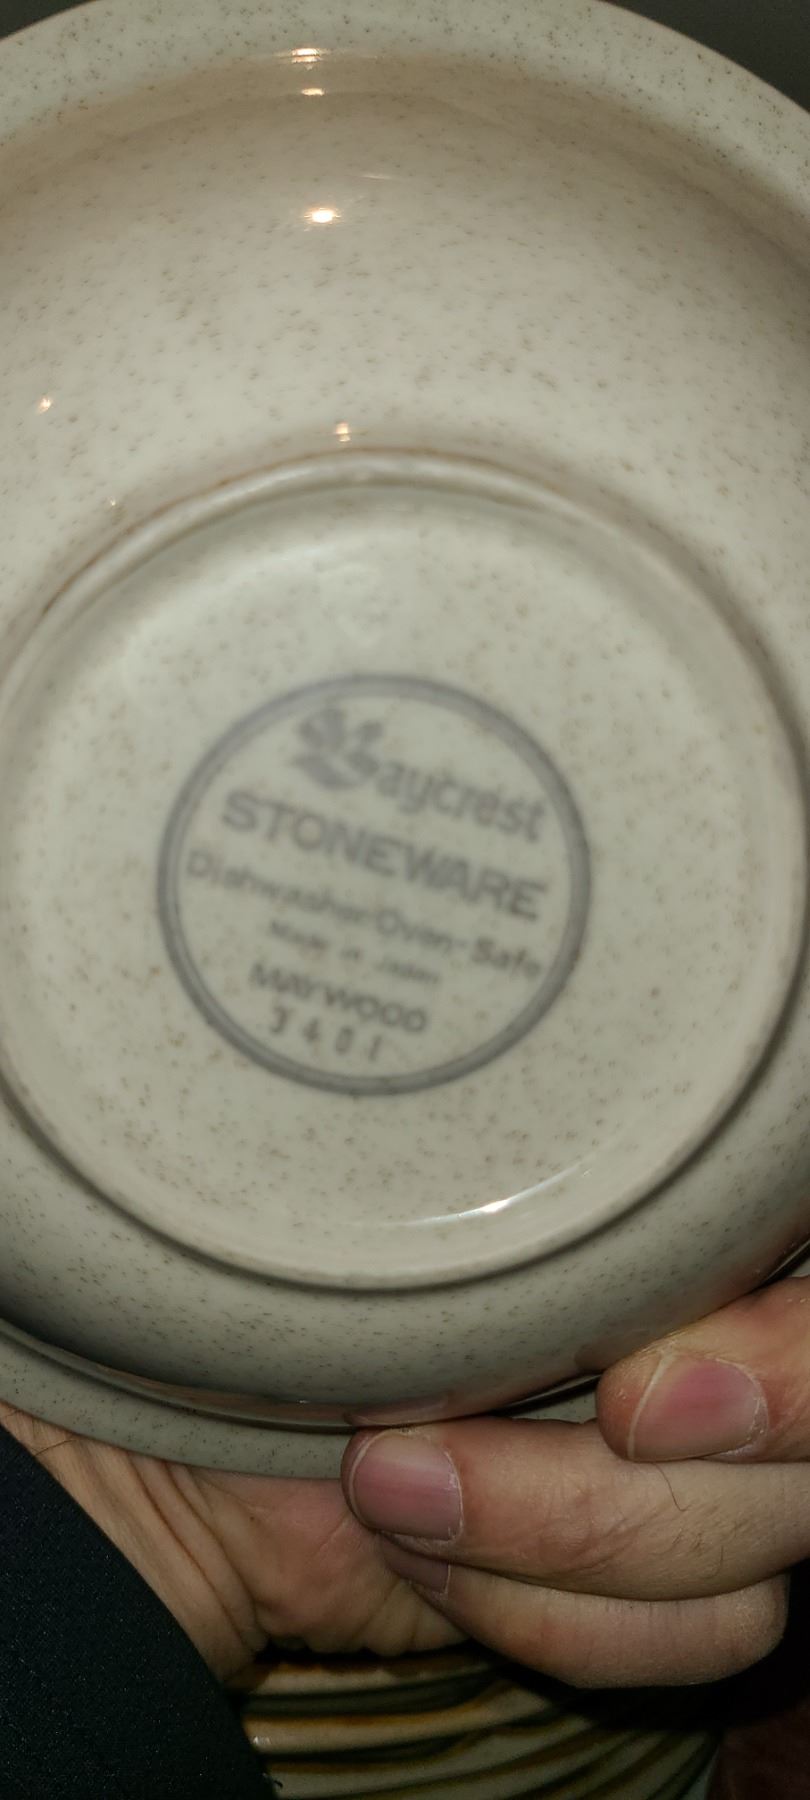 Baycrest
STONEWARE
Dishwasher·Oven-Safe
Made in Japan
MAYWOOD
3401